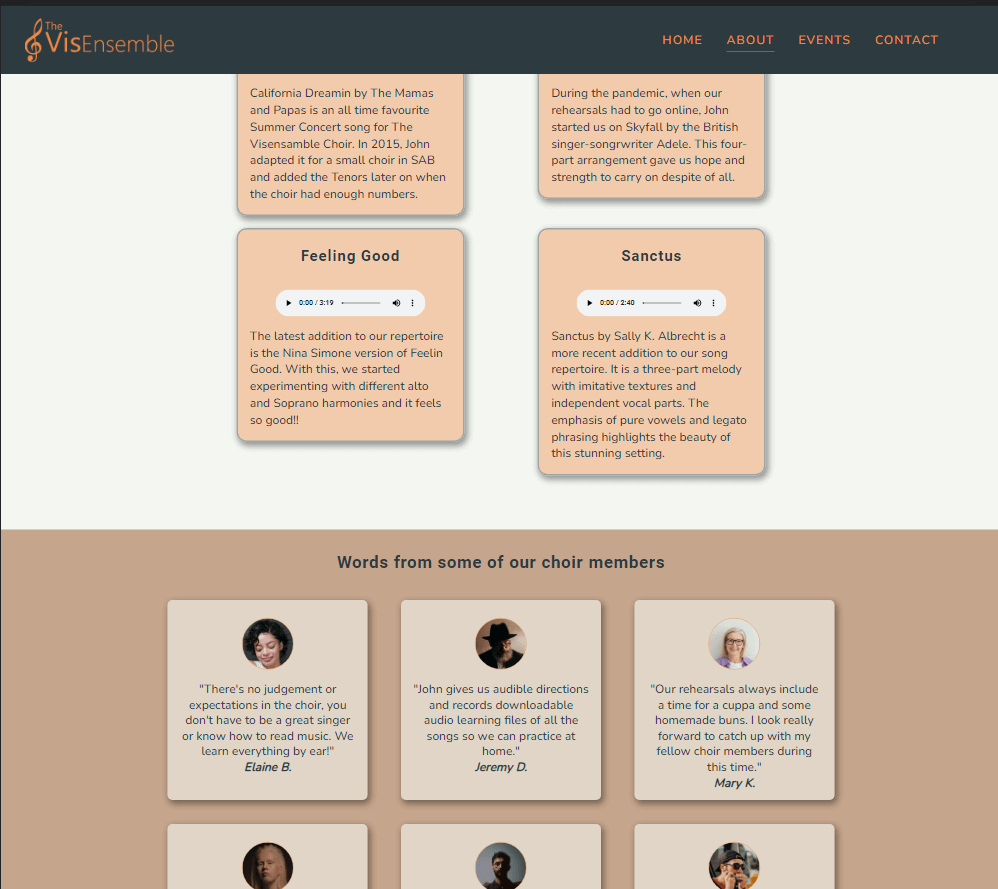 The
VisEnsemble
HOME ABOUT EVENTS CONTACT
California Dreamin by The Mamas
and Papas is an all time favourite
Summer Concert song for The
Visensamble Choir. In 2015, John
adapted it for a small choir in SAB
and added the Tenors later on when
the choir had enough numbers.
During the pandemic, when our
rehearsals had to go online, John
started us on Skyfall by the British
singer-songrwriter Adele. This four-
part arrangement gave us hope and
strength to carry on despite of all.
Feeling Good
0:00 / 3:19
The latest addition to our repertoire
is the Nina Simone version of Feelin
Good. With this, we started
experimenting with different alto
and Soprano harmonies and it feels
so good!!
Sanctus
0:00 / 2:40
Sanctus by Sally K. Albrecht is a
more recent addition to our song
repertoire. It is a three-part melody
with imitative textures and
independent vocal parts. The
emphasis of pure vowels and legato
phrasing highlights the beauty of
this stunning setting.
Words from some of our choir members
"There's no judgement or
expectations in the choir, you
don't have to be a great singer
or know how to read music. We
learn everything by ear!"
Elaine B.
"John gives us audible directions
and records downloadable
audio learning files of all the
songs so we can practice at
home."
Jeremy D.
"Our rehearsals always include
a time for a cuppa and some
homemade buns. I look really
forward to catch up with my
fellow choir members during
this time."
Mary K.